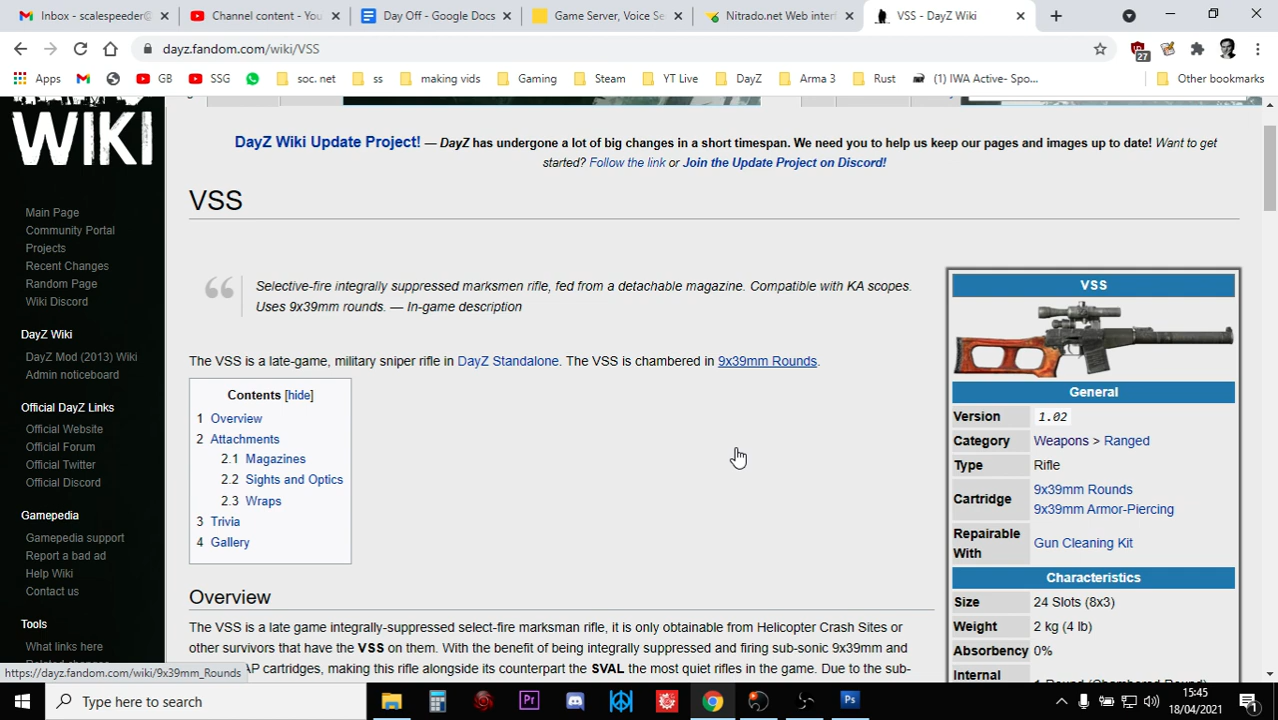 Inbox - scalespeeder@
Channel content - You
Day Off - Google Docs
Game Server, Voice Se
Nitrado.net Web inter
VSS - DayZ Wiki
dayz.fandom.com/wiki/VSS
27
Apps
GB
SSG
soc. net
ss
making vids
Gaming
Steam
YT Live
DayZ
Arma 3
Rust
(1) IWA Active- Spo...
Other bookmarks
WIKI
DayZ Wiki Update Project! — DayZ has undergone a lot of big changes in a short timespan. We need you to help us keep our pages and images up to date! Want to get
started? Follow the link or Join the Update Project on Discord!
Main Page
Community Portal
Projects
Recent Changes
Random Page
Wiki Discord
DayZ Wiki
DayZ Mod (2013) Wiki
Admin noticeboard
Official DayZ Links
Official Website
Official Forum
Official Twitter
Official Discord
Gamepedia
Gamepedia support
Report a bad ad
Help Wiki
Contact us
Tools
What links here
VSS
Selective-fire integrally suppressed marksmen rifle, fed from a detachable magazine. Compatible with KA scopes.
Uses 9x39mm rounds. — In-game description
The VSS is a late-game, military sniper rifle in DayZ Standalone. The VSS is chambered in 9x39mm Rounds.
Contents [hide]
1 Overview
2 Attachments
2.1 Magazines
2.2 Sights and Optics
2.3 Wraps
3 Trivia
4 Gallery
Overview
The VSS is a late game integrally-suppressed select-fire marksman rifle, it is only obtainable from Helicopter Crash Sites or
other survivors that have the VSS on them. With the benefit of being integrally suppressed and firing sub-sonic 9x39mm and
AP cartridges, making this rifle alongside its counterpart the SVAL the most quiet rifles in the game. Due to the sub-
VSS
General
Version 1.02
Category Weapons > Ranged
Type Rifle
Cartridge 9x39mm Rounds
9x39mm Armor-Piercing
Repairable With Gun Cleaning Kit
Characteristics
Size 24 Slots (8x3)
Weight 2 kg (4 lb)
Absorbency 0%
Internal
https://dayz.fandom.com/wiki/9x39mm_Rounds
Type here to search
15:45
18/04/2021
1